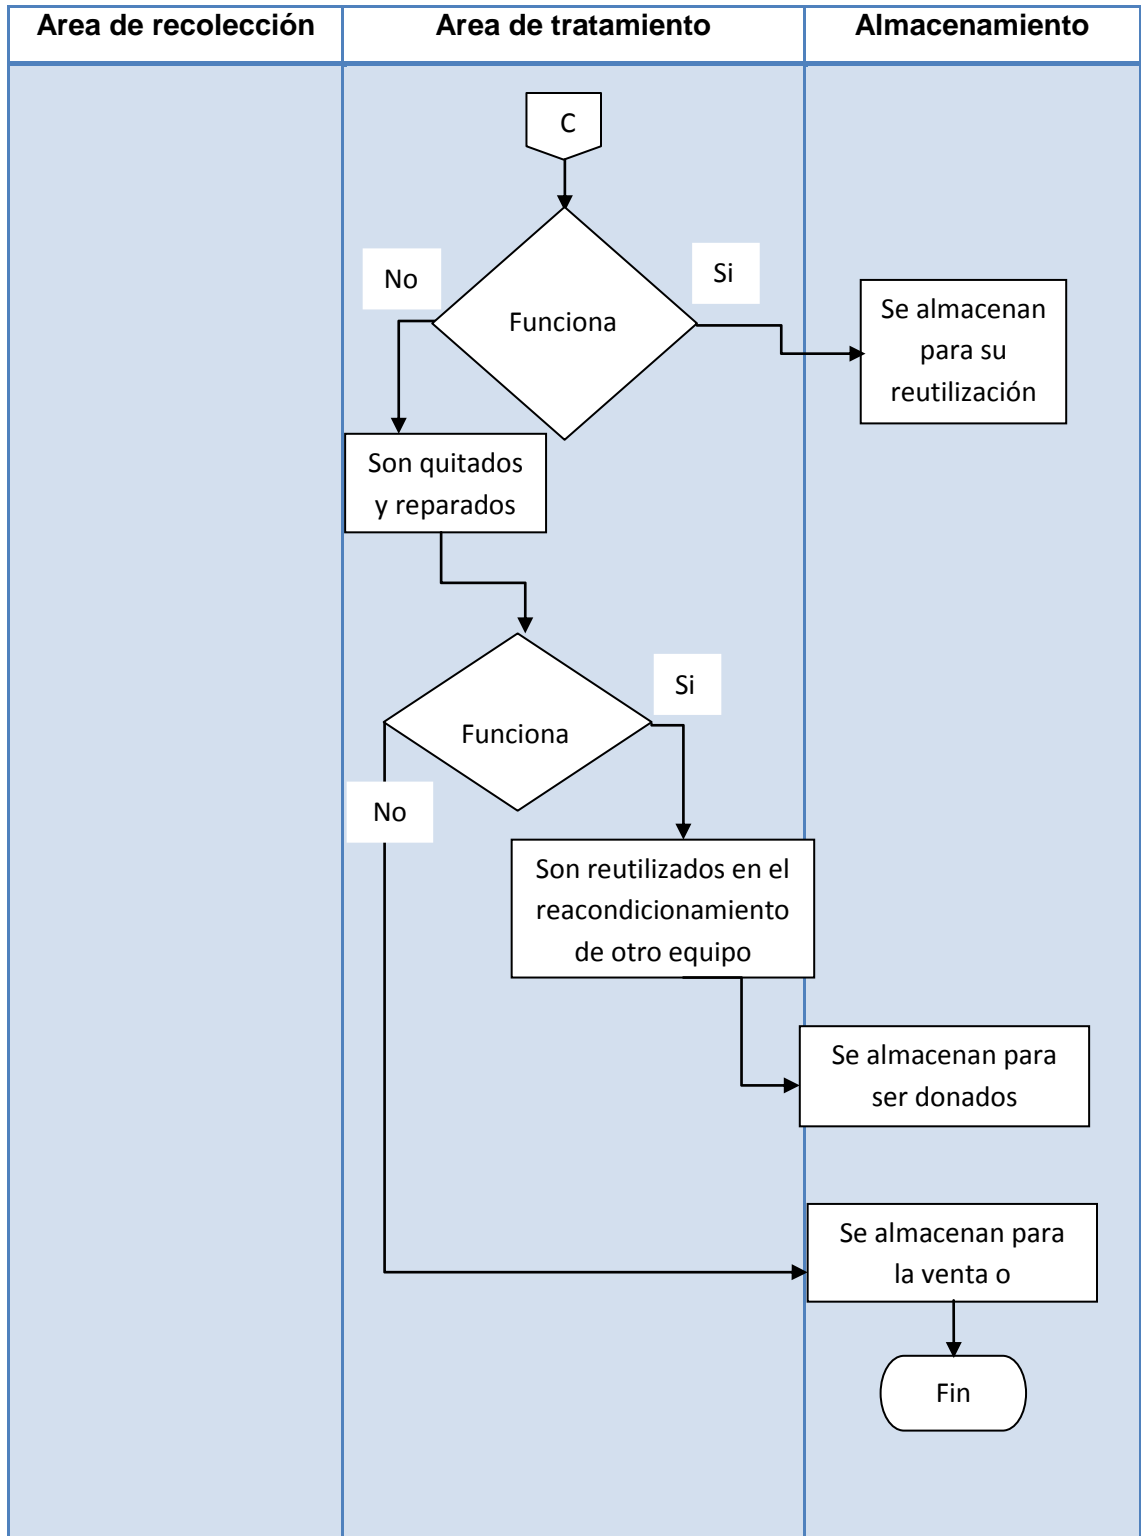 Area de recolección
Area de tratamiento
Almacenamiento
C
No
Si
Funciona
Se almacenan
para su
reutilización
Son quitados
y reparados
Si
Funciona
No
Son reutilizados en el
reacondicionamiento
de otro equipo
Se almacenan para
ser donados
Se almacenan para
la venta o
Fin